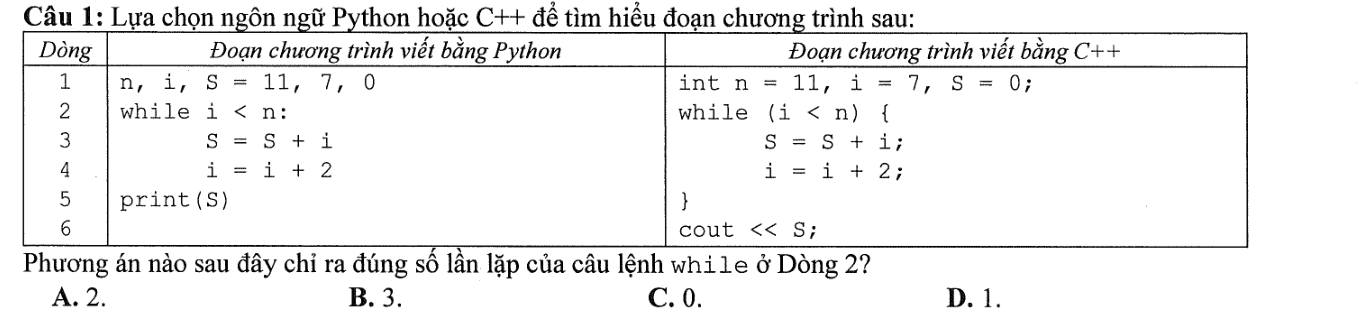 Câu 1: Lựa chọn ngôn ngữ Python hoặc C++ để tìm hiểu đoạn chương trình sau:
Dòng Đoạn chương trình viết bằng Python Đoạn chương trình viết bằng C++
1 n, i, S = 11, 7, 0 int n = 11, i = 7, S = 0;
2 while i < n: while (i < n) {
3 S = S + i S = S + i;
4 i = i + 2 i = i + 2;
5 print(S) }
6 cout << S;
Phương án nào sau đây chỉ ra đúng số lần lặp của câu lệnh while ở Dòng 2?
A. 2. B. 3. C. 0. D. 1.